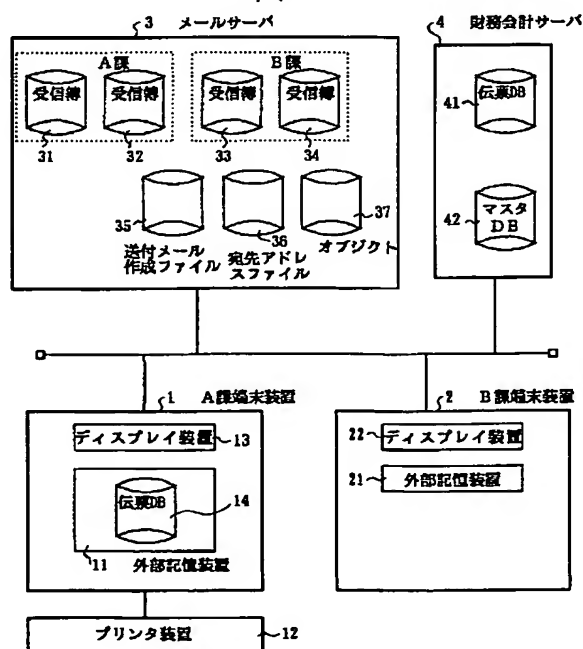 3 メールサーバ
4 財務会計サーバ
A課
B課
受信簿
受信簿
受信簿
受信簿
31
32
33
34
伝票DB
41
35
36
37
送付メール
作成ファイル
宛先アドレ
スファイル
オブジェクト
42
マスタ
DB
1 A課端末装置
2 B課端末装置
ディスプレイ装置
13
22
ディスプレイ装置
伝票DB
14
21
外部記憶装置
11
外部記憶装置
プリンタ装置
12